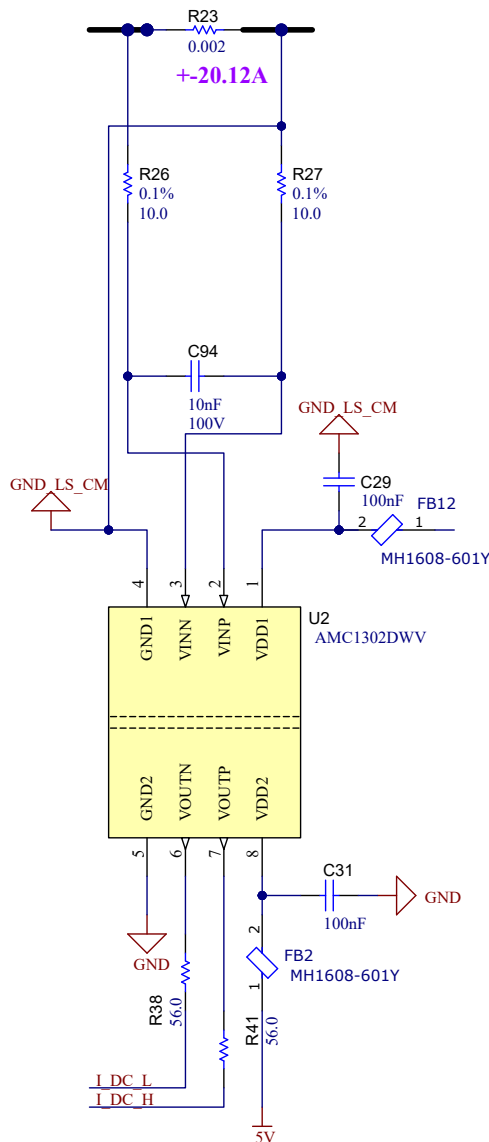 R23
0.002
+-20.12A
R26
0.1%
10.0
R27
0.1%
10.0
C94
10nF
100V
GND_LS_CM
C29
100nF
FB12
2
1
MH1608-601Y
GND_LS_CM
4
3
2
1
U2
AMC1302DWV
GND1
VINN
VINP
VDD1
GND2
VOUTN
VOUTP
VDD2
5
6
7
8
C31
100nF
GND
GND
2
1
FB2
MH1608-601Y
R38
56.0
R41
56.0
I_DC_L
I_DC_H
5V